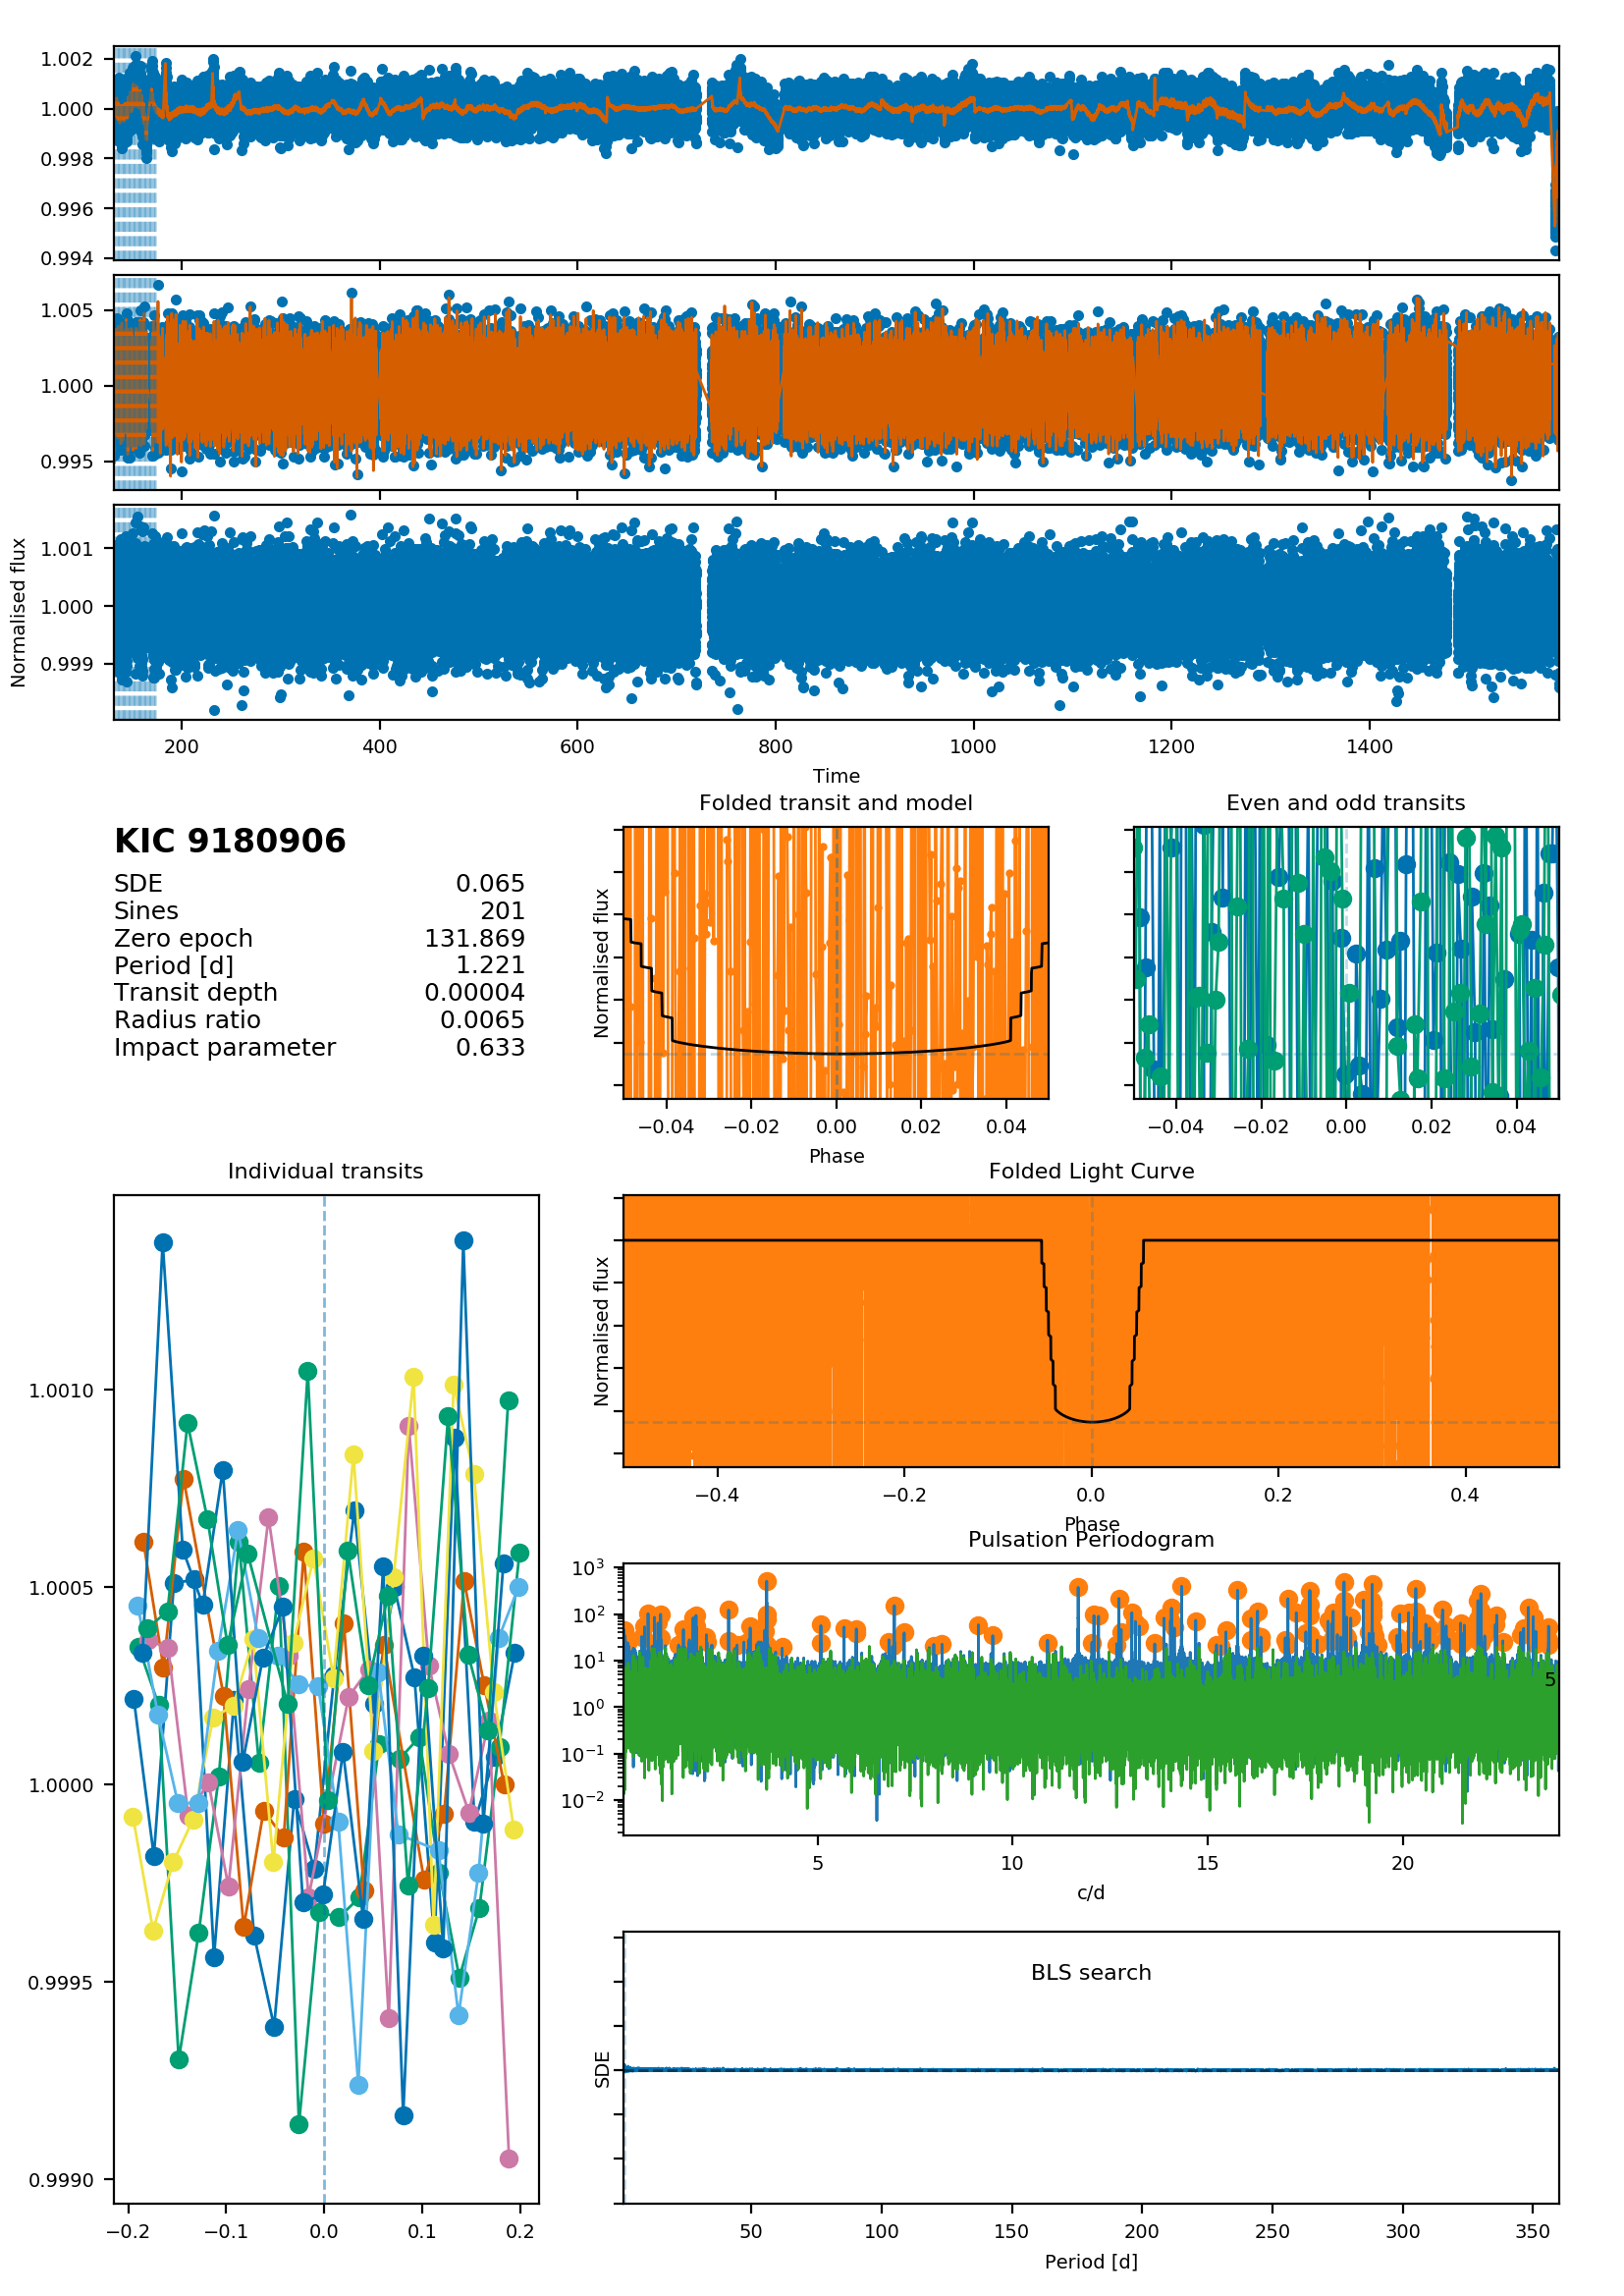 1.002
1.000
0.998
0.996
0.994
1.005
1.000
0.995
1.001
1.000
0.999
Normalised flux
200 400 600 800 1000 1200 1400
Time
KIC 9180906
SDE 0.065
Sines 201
Zero epoch 131.869
Period [d] 1.221
Transit depth 0.00004
Radius ratio 0.0065
Impact parameter 0.633
Folded transit and model
Normalised flux
−0.04 −0.02 0.00 0.02 0.04
Phase
Even and odd transits
−0.04 −0.02 0.00 0.02 0.04
Individual transits
1.0010
1.0005
1.0000
0.9995
0.9990
−0.2 −0.1 0.0 0.1 0.2
Folded Light Curve
Normalised flux
−0.4 −0.2 0.0 0.2 0.4
Phase
Pulsation Periodogram
10³
10²
10¹
10⁰
10⁻¹
10⁻²
5
5 10 15 20
c/d
BLS search
SDE
50 100 150 200 250 300 350
Period [d]